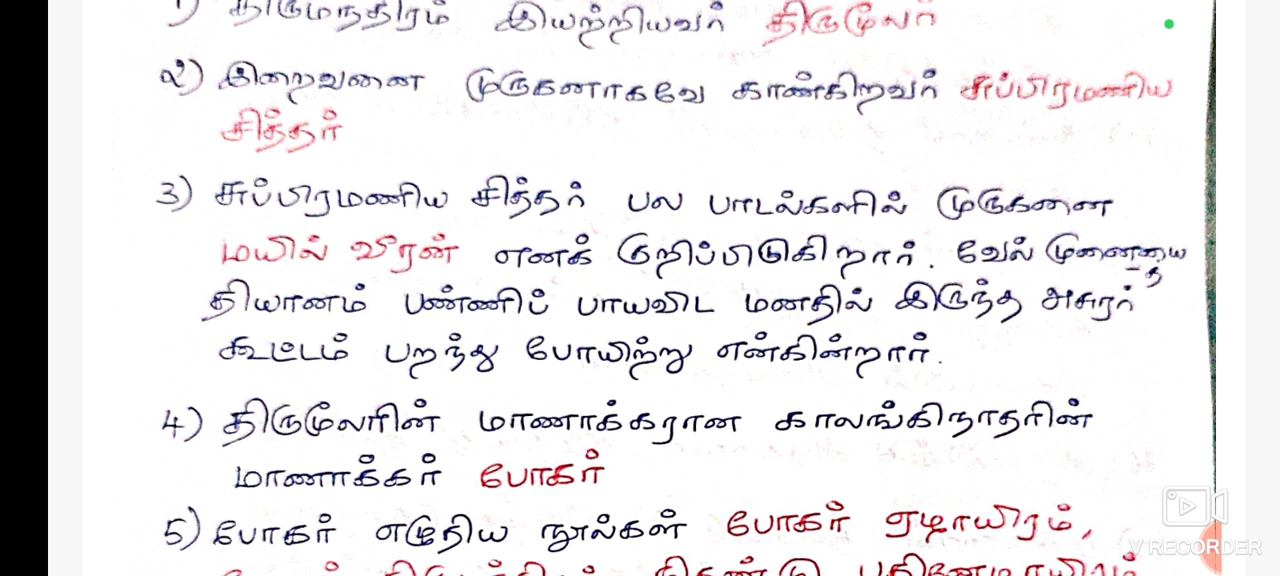 1) திருமந்திரம் இயற்றியவர் திருமூலர்
2) இறைவனை முருகனாகவே காண்கிறவர் சுப்பிரமணிய
சித்தர்
3) சுப்பிரமணிய சித்தர் பல பாடல்களில் முருகனை
மயில் வீரன் எனக் குறிப்பிடுகிறார். வேல் முனையை
த்
தியானம் பண்ணிப் பாயவிட மனதில் இருந்த அசுரர்
கூட்டம் பறந்து போயிற்று என்கின்றார்.
4) திருமூலரின் மாணாக்கரான காலங்கிநாதரின்
மாணாக்கர் போகர்
5) போகர் எழுதிய நூல்கள் போகர் ஏழாயிரம்,
V RECORDER